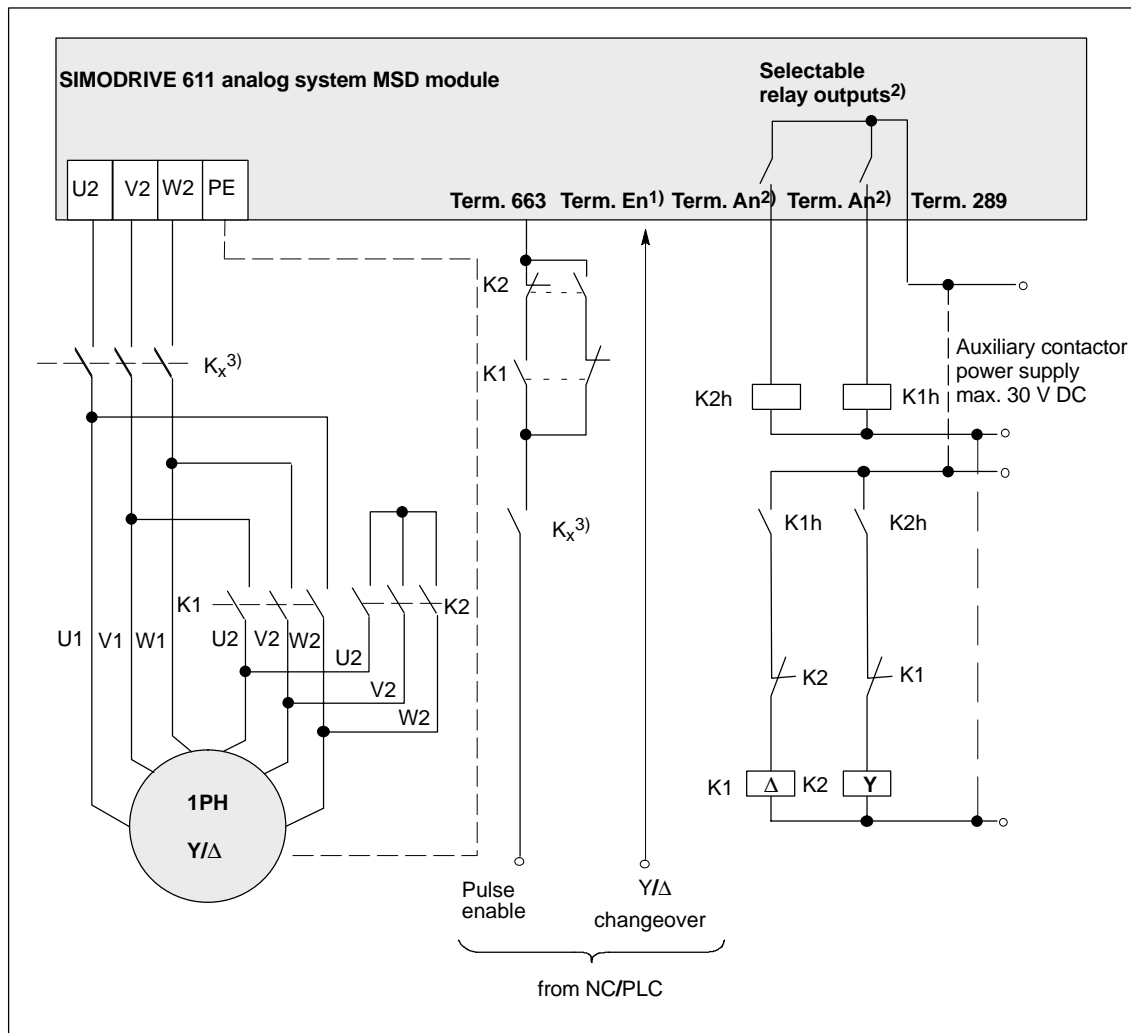 SIMODRIVE 611 analog system MSD module
Selectable
relay outputs2)
U2 V2 W2 PE
Term. 663 Term. En1) Term. An2) Term. An2) Term. 289
K2
Kx3)
K1
Auxiliary contactor
power supply
max. 30 V DC
K2h K1h
K1h K2h
Kx3)
K1 K2
U1 V1 W1 U2 V2 W2 U2
V2
W2
K2 K1
K1 Δ K2 Y
1PH
Y/Δ
Pulse
enable
Y/Δ
changeover
from NC/PLC